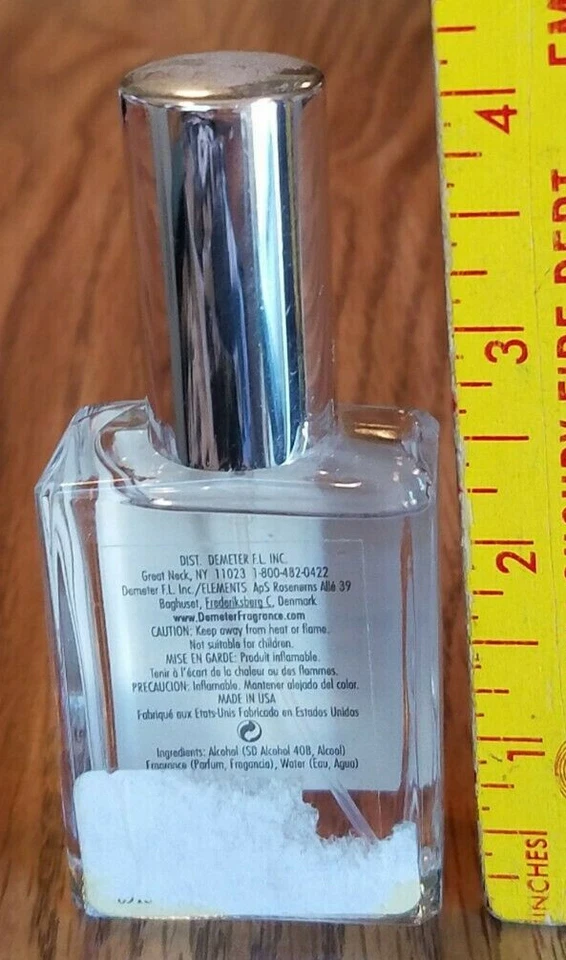 DIST. DEMETER F.L. INC.
Great Neck, NY 11023 1-800-482-0422
Demeter F.L. Inc./ELEMENTS ApS Rosenørns Allé 39
Baghuset, Frederiksberg C, Denmark
www.DemeterFragrance.com
CAUTION: Keep away from heat or flame.
Not suitable for children.
MISE EN GARDE: Produit inflamable.
Tenir à l'écart de la chaleur ou des flammes.
PRECAUCION: Inflamable. Mantener alejado del calor.
MADE IN USA
Fabriqué aux Etats-Unis Fabricado en Estados Unidos
Ingredients: Alcohol (SD Alcohol 40B, Alcool)
Fragrance (Parfum, Fragancia), Water (Eau, Agua)
4
3
2
1
INCHES
FIRE DEPT